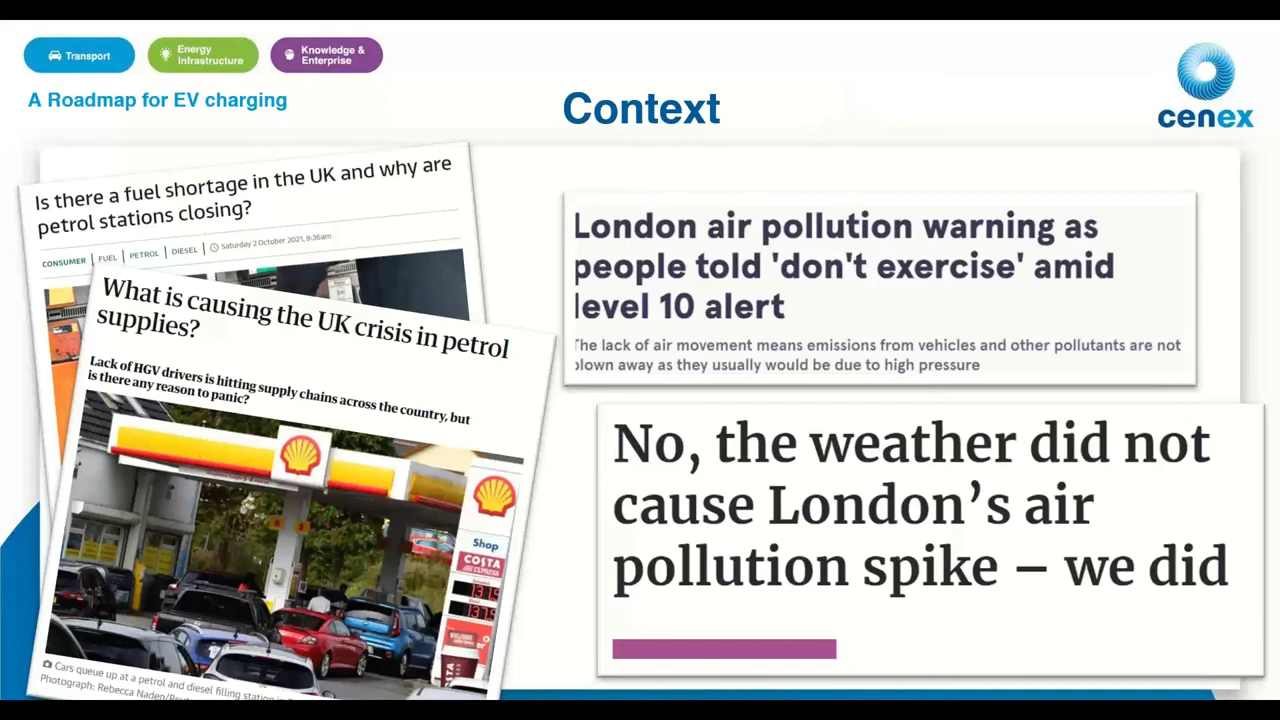 Transport
Energy
Infrastructure
Knowledge &
Enterprise
A Roadmap for EV charging
Context
cenex
Is there a fuel shortage in the UK and why are
petrol stations closing?
CONSUMER | FUEL | PETROL | DIESEL | Saturday 2 October 2021, 8:36am
What is causing the UK crisis in petrol
supplies?
Lack of HGV drivers is hitting supply chains across the country, but
is there any reason to panic?
Shop
COSTA
EXPRESS
Cars queue up at a petrol and diesel filling station in
Photograph: Rebecca Naden/
London air pollution warning as
people told 'don't exercise' amid
level 10 alert
The lack of air movement means emissions from vehicles and other pollutants are not
blown away as they usually would be due to high pressure
No, the weather did not
cause London’s air
pollution spike – we did